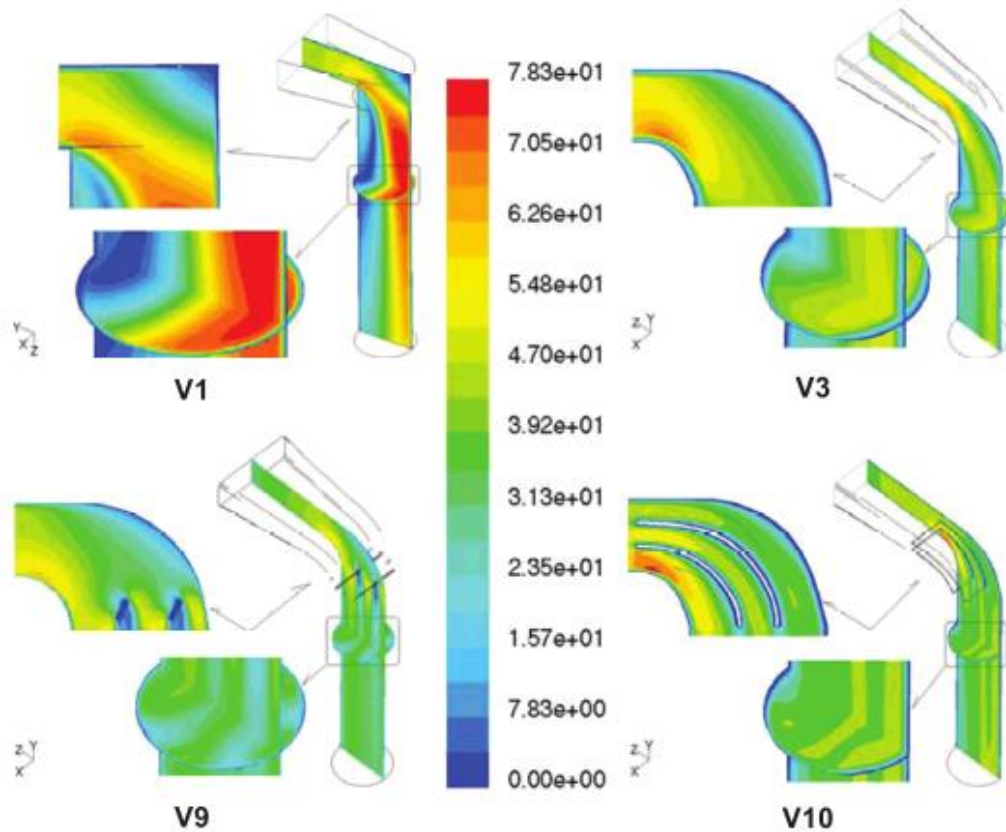 7.83e+01
7.05e+01
6.26e+01
5.48e+01
4.70e+01
3.92e+01
3.13e+01
2.35e+01
1.57e+01
7.83e+00
0.00e+00
Y
X Z
V1
Z Y
X
V3
Z Y
X
V9
Z Y
X
V10